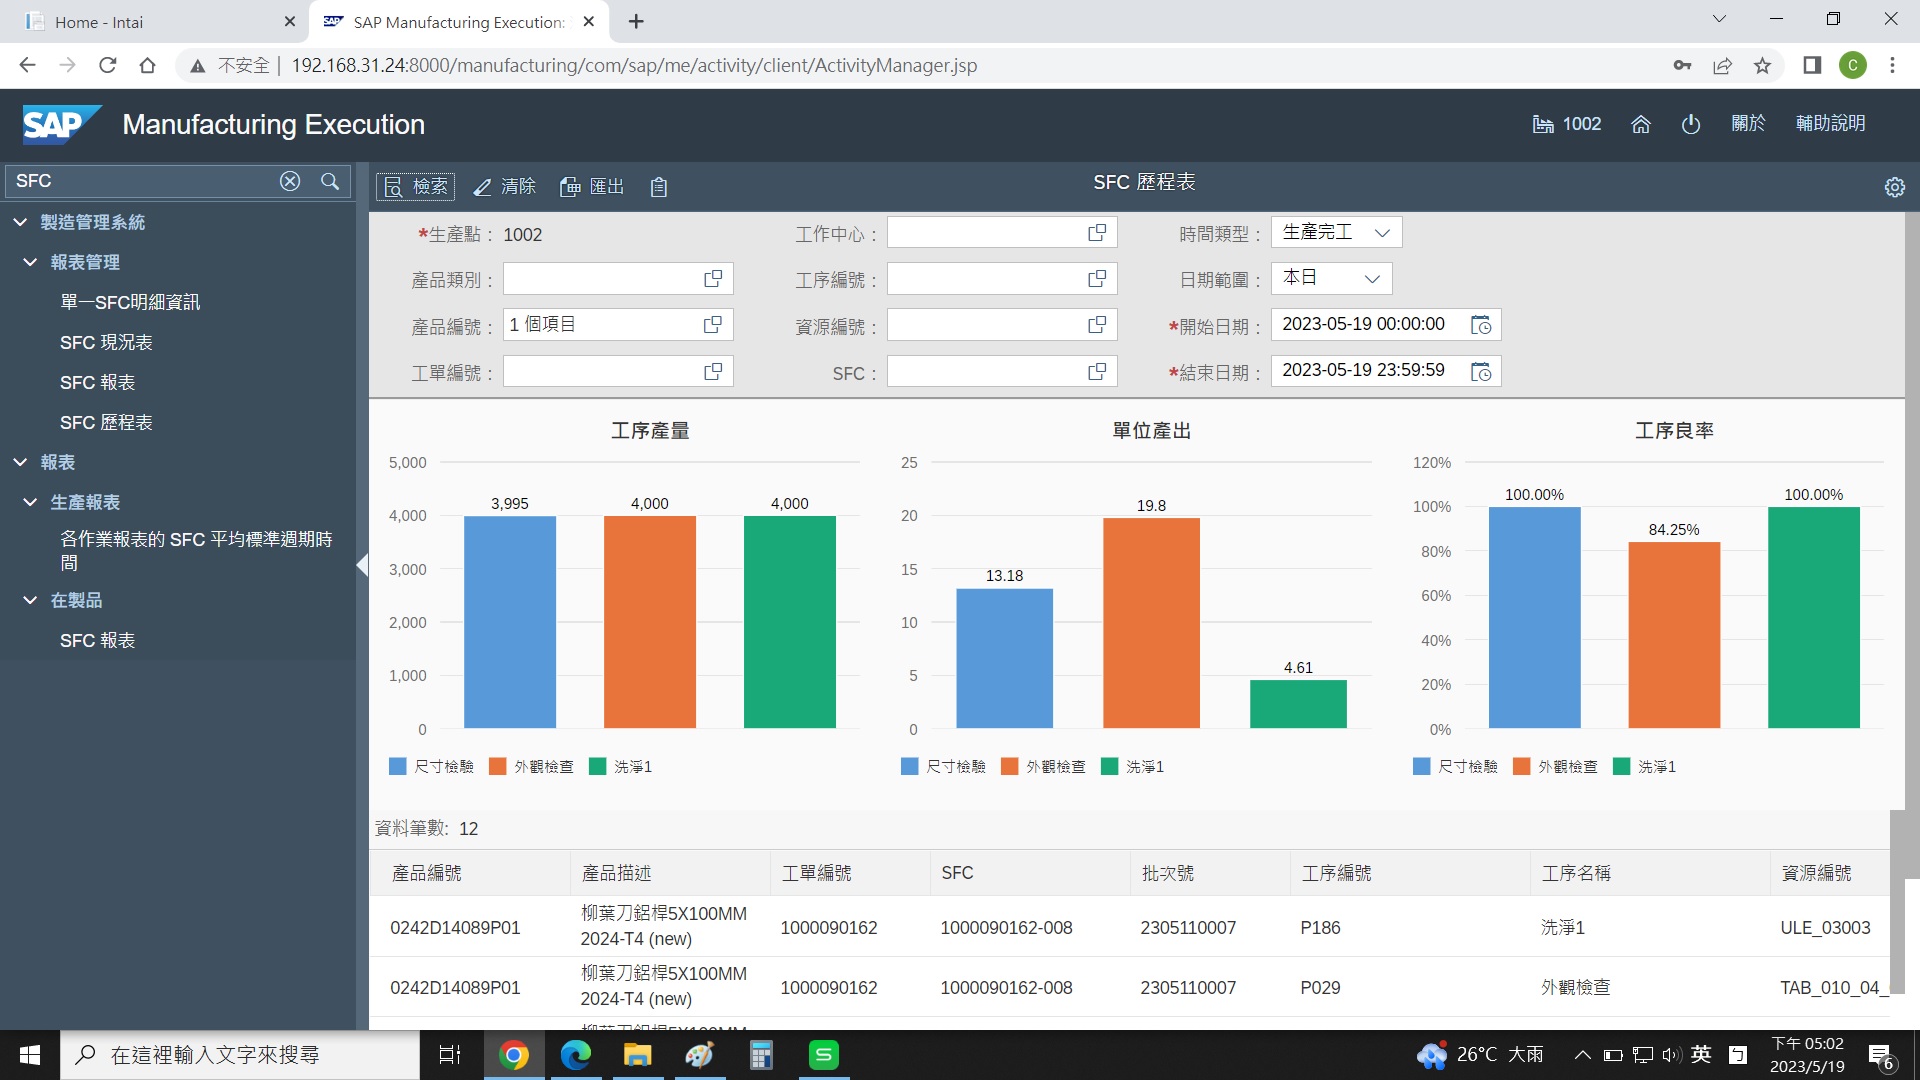 Home - Intai
SAP Manufacturing Execution:
不安全 192.168.31.24:8000/manufacturing/com/sap/me/activity/client/ActivityManager.jsp
C
SAP Manufacturing Execution
1002 關於 輔助說明
SFC
檢索 清除 匯出
SFC 歷程表
製造管理系統
報表管理
單一SFC明細資訊
SFC 現況表
SFC 報表
SFC 歷程表
報表
生產報表
各作業報表的 SFC 平均標準週期時
間
在製品
SFC 報表
*生產點： 1002 工作中心： 時間類型： 生產完工
產品類別： 工序編號： 日期範圍： 本日
產品編號： 1 個項目 資源編號： *開始日期： 2023-05-19 00:00:00
工單編號： SFC： *結束日期： 2023-05-19 23:59:59
工序產量
5,000
4,000
3,000
2,000
1,000
0
3,995 4,000 4,000
尺寸檢驗 外觀檢查 洗淨1
單位產出
25
20
15
10
5
0
13.18 19.8 4.61
尺寸檢驗 外觀檢查 洗淨1
工序良率
120%
100%
80%
60%
40%
20%
0%
100.00% 84.25% 100.00%
尺寸檢驗 外觀檢查 洗淨1
資料筆數: 12
產品編號 產品描述 工單編號 SFC 批次號 工序編號 工序名稱 資源編號
0242D14089P01 柳葉刀鋁桿5X100MM 2024-T4 (new) 1000090162 1000090162-008 2305110007 P186 洗淨1 ULE_03003
0242D14089P01 柳葉刀鋁桿5X100MM 2024-T4 (new) 1000090162 1000090162-008 2305110007 P029 外觀檢查 TAB_010_04_
柳葉刀鋁桿5X100MM
在這裡輸入文字來搜尋
S
26°C 大雨
英
下午 05:02
2023/5/19
6